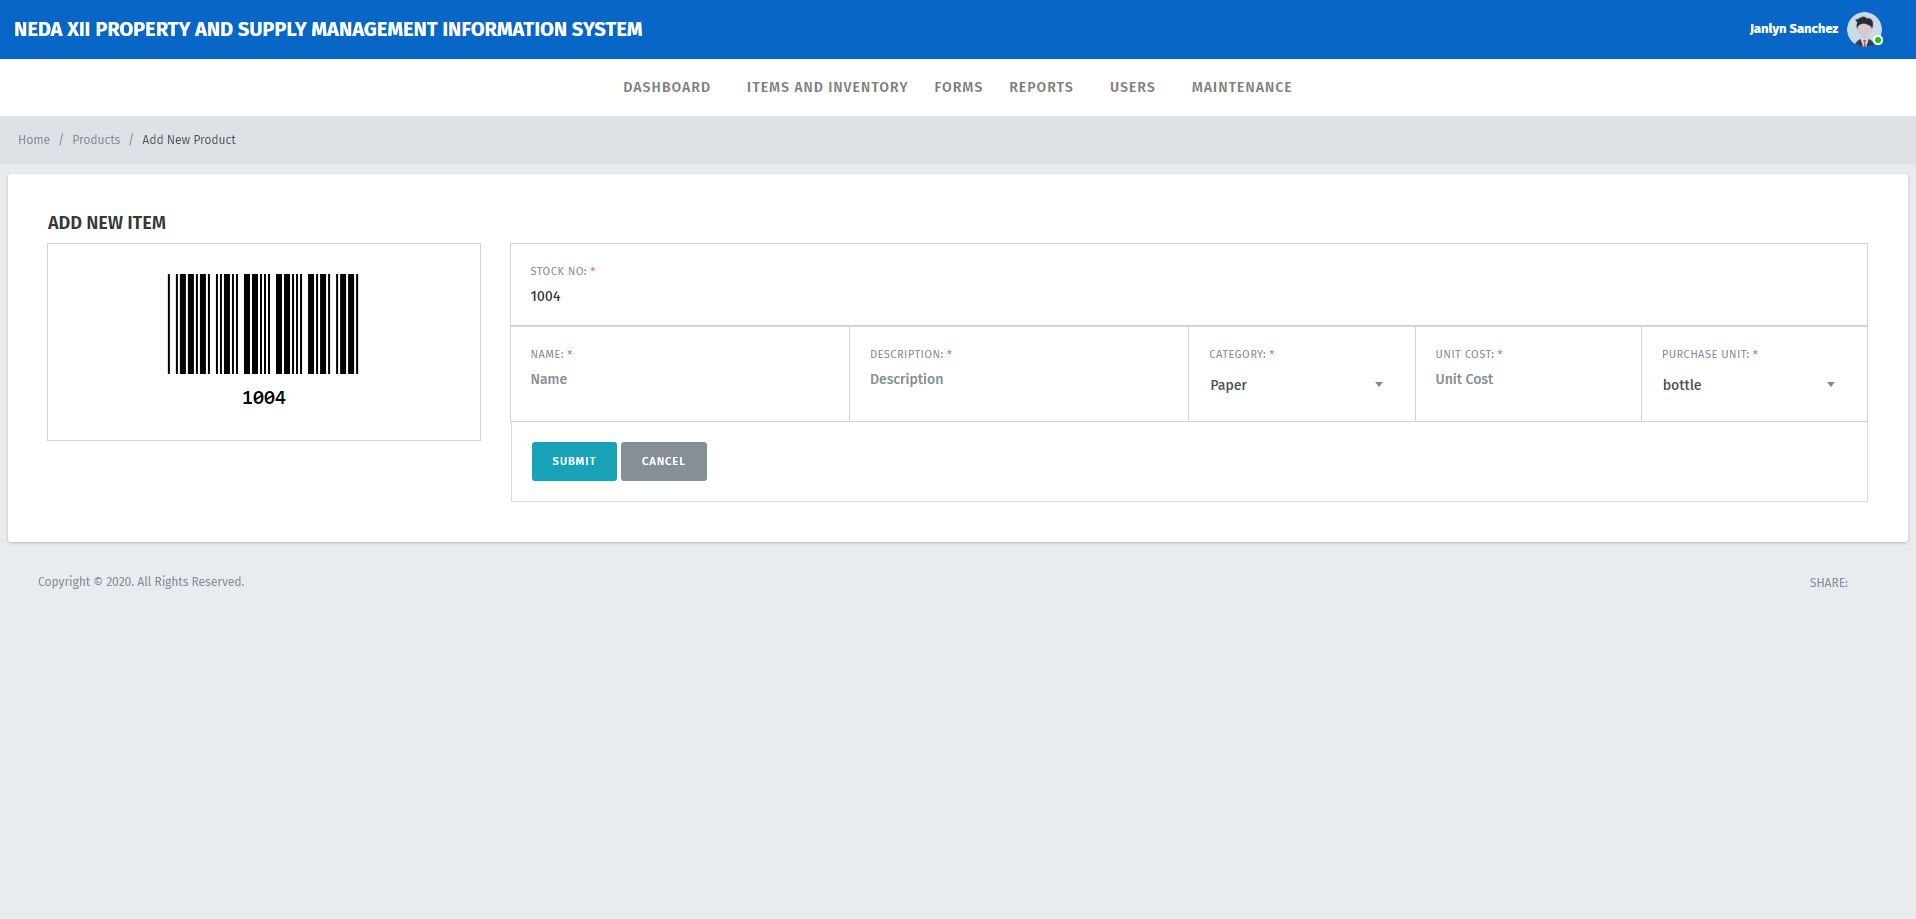 NEDA XII PROPERTY AND SUPPLY MANAGEMENT INFORMATION SYSTEM
Janlyn Sanchez
DASHBOARD ITEMS AND INVENTORY FORMS REPORTS USERS MAINTENANCE
Home / Products / Add New Product
ADD NEW ITEM
1004
STOCK NO: *
1004
NAME: * DESCRIPTION: * CATEGORY: * UNIT COST: * PURCHASE UNIT: *
Name Description Paper Unit Cost bottle
SUBMIT CANCEL
Copyright © 2020. All Rights Reserved. SHARE: